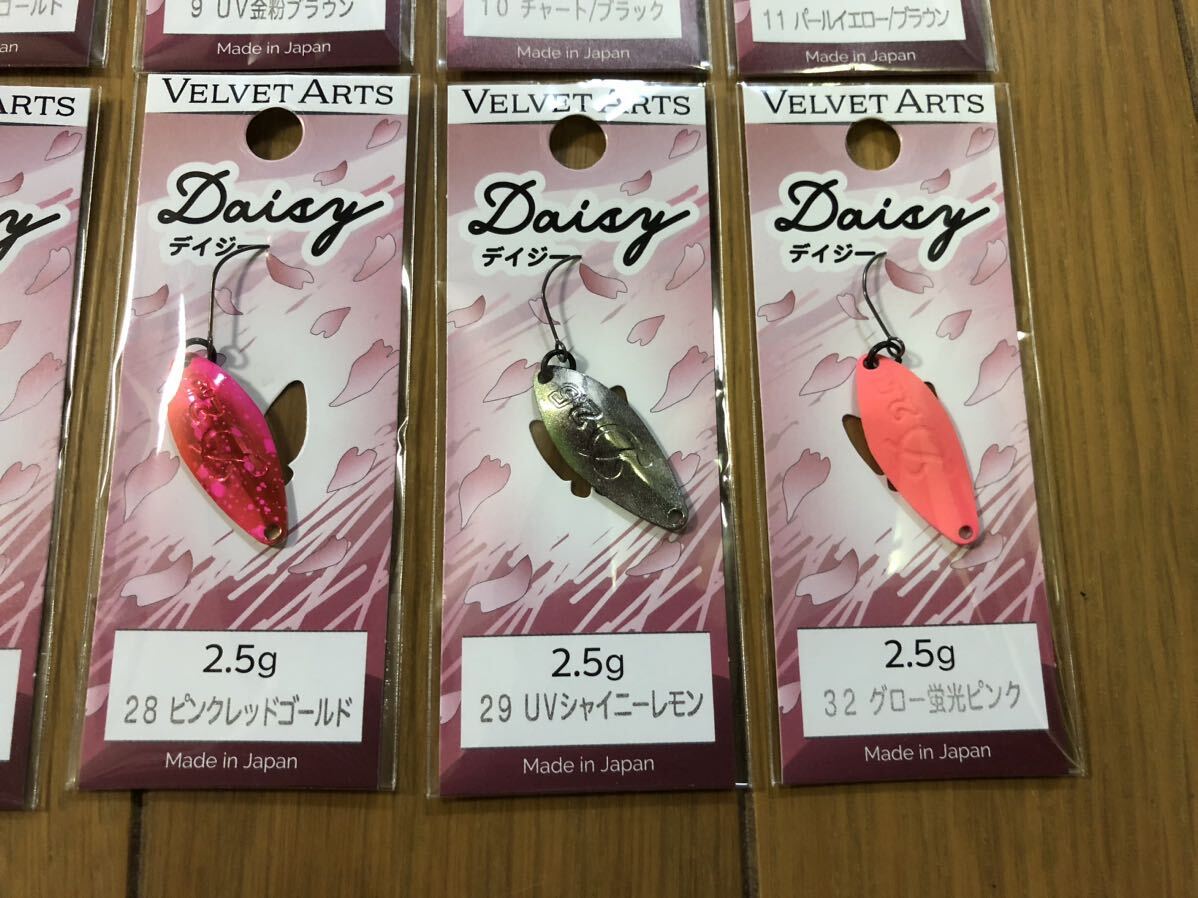 ゴールド
9 UV金粉ブラウン
Made in Japan
10 チャート/ブラック
Made in Japan
11 パールイエロー/ブラウン
Made in Japan
ARTS
VELVET ARTS
Daisy
デイジー
2.5g
28 ピンクレッドゴールド
Made in Japan
VELVET ARTS
Daisy
デイジー
2.5g
29 UVシャイニーレモン
Made in Japan
VELVET ARTS
Daisy
デイジー
2.5g
32 グロー蛍光ピンク
Made in Japan